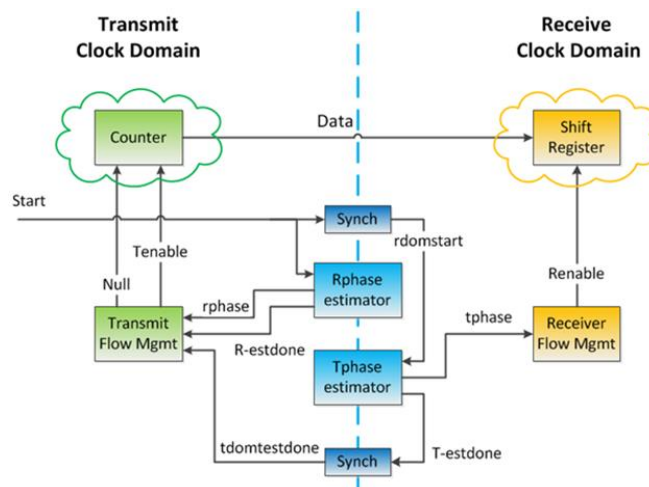 Transmit
Clock Domain
Receive
Clock Domain
Counter
Data
Shift
Register
Start
Synch
rdomstart
Tenable
Null
Renable
Rphase
estimator
rphase
Transmit
Flow Mgmt
R-estdone
tphase
Receiver
Flow Mgmt
Tphase
estimator
tdomtestdone
T-estdone
Synch